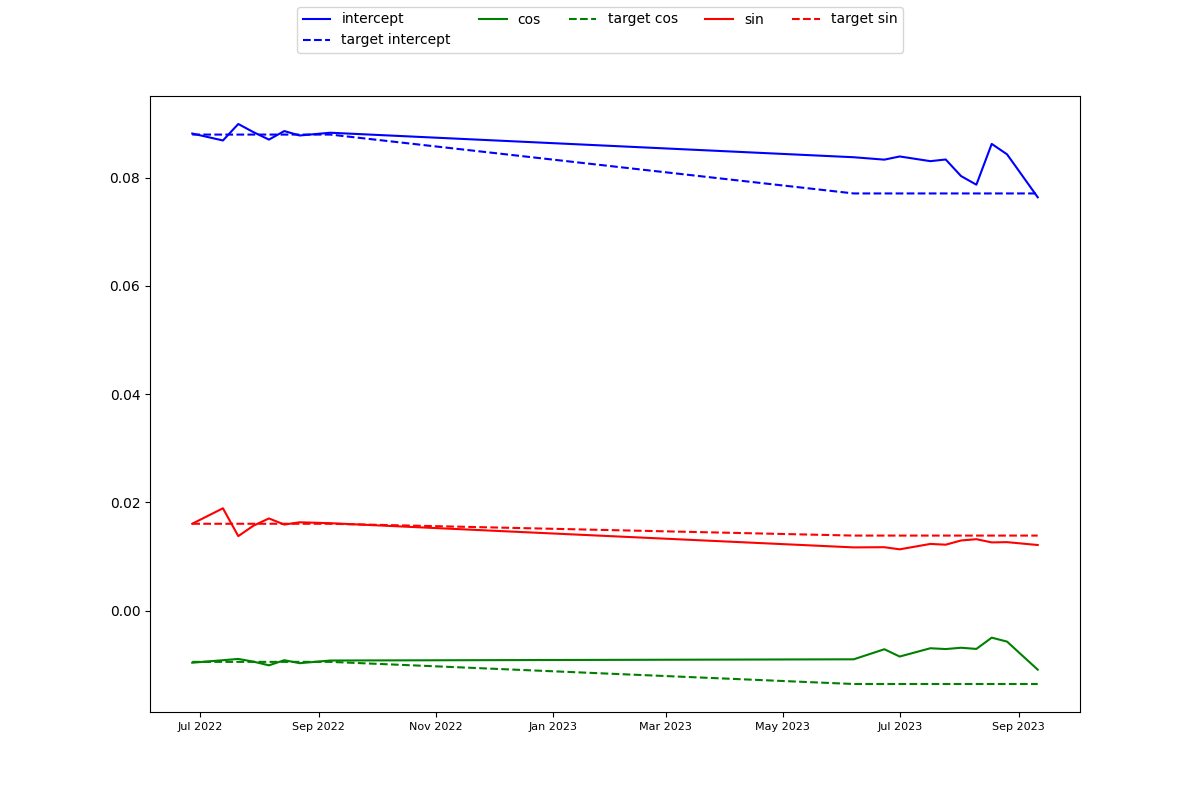 intercept cos target cos sin target sin
target intercept
0.08
0.06
0.04
0.02
0.00
Jul 2022 Sep 2022 Nov 2022 Jan 2023 Mar 2023 May 2023 Jul 2023 Sep 2023